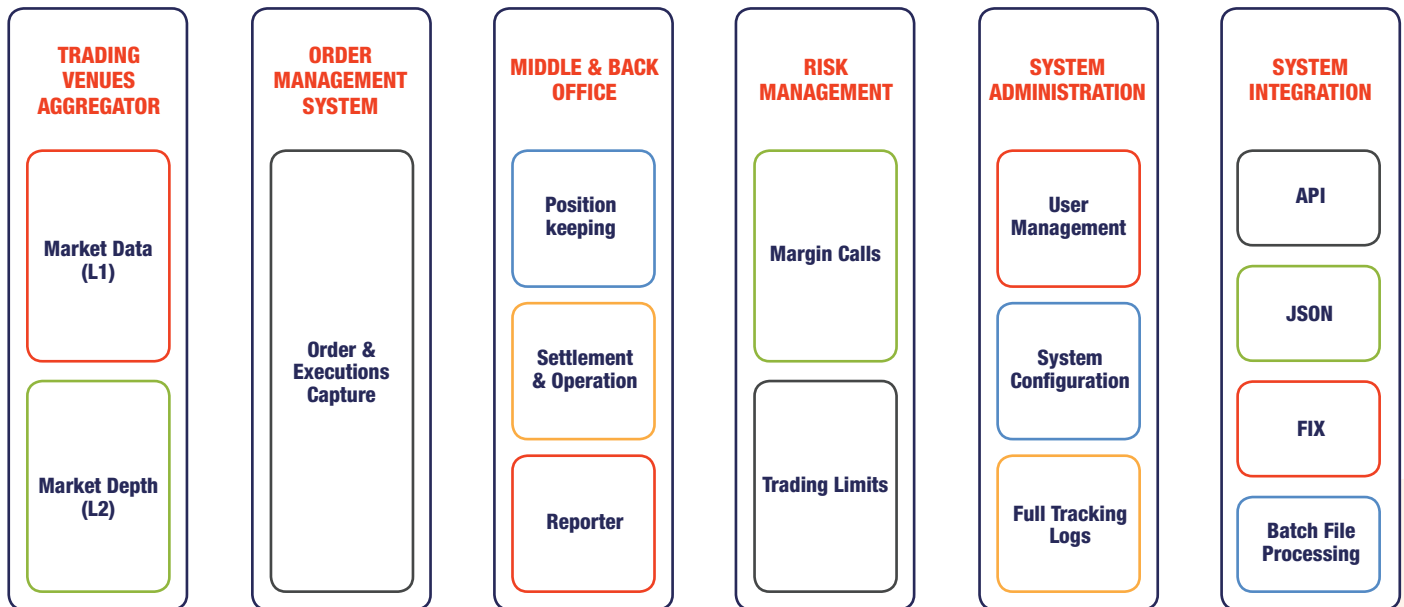 TRADING
VENUES
AGGREGATOR
Market Data
(L1)
Market Depth
(L2)
ORDER
MANAGEMENT
SYSTEM
Order &
Executions
Capture
MIDDLE & BACK
OFFICE
Position
keeping
Settlement
& Operation
Reporter
RISK
MANAGEMENT
Margin Calls
Trading Limits
SYSTEM
ADMINISTRATION
User
Management
System
Configuration
Full Tracking
Logs
SYSTEM
INTEGRATION
API
JSON
FIX
Batch File
Processing